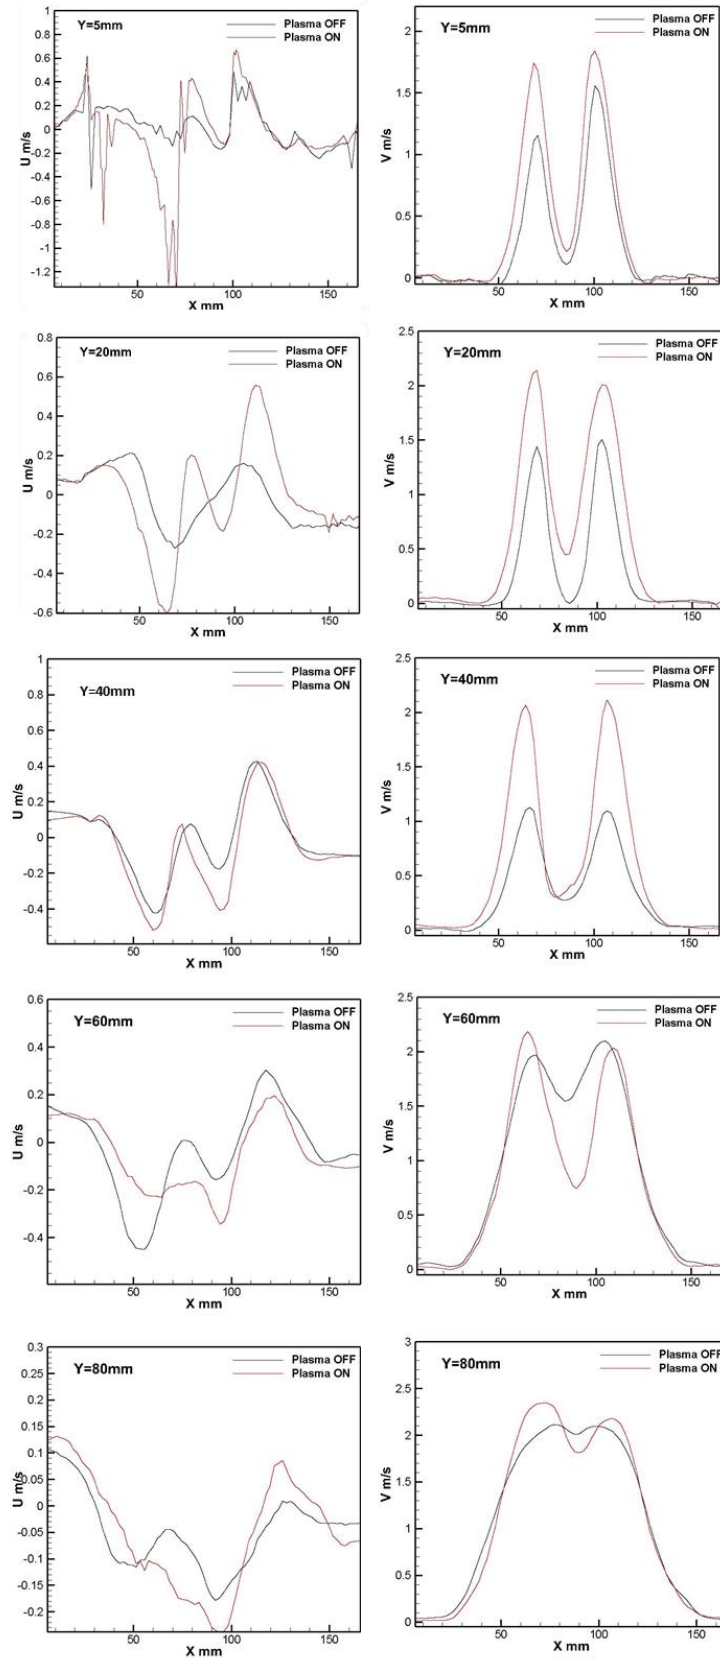 Y=5mm
Plasma OFF
Plasma ON
U m/s
1
0.8
0.6
0.4
0.2
0
-0.2
-0.4
-0.6
-0.8
-1
-1.2
50
100
150
X mm
Y=5mm
Plasma OFF
Plasma ON
V m/s
2
1.5
1
0.5
0
50
100
150
X mm
Y=20mm
Plasma OFF
Plasma ON
U m/s
0.8
0.6
0.4
0.2
0
-0.2
-0.4
-0.6
50
100
150
X mm
Y=20mm
Plasma OFF
Plasma ON
V m/s
2.5
2
1.5
1
0.5
0
50
100
150
X mm
Y=40mm
Plasma OFF
Plasma ON
U m/s
1
0.8
0.6
0.4
0.2
0
-0.2
-0.4
50
100
150
X mm
Y=40mm
Plasma OFF
Plasma ON
V m/s
2.5
2
1.5
1
0.5
0
50
100
150
X mm
Y=60mm
Plasma OFF
Plasma ON
U m/s
0.6
0.4
0.2
0
-0.2
-0.4
50
100
150
X mm
Y=60mm
Plasma OFF
Plasma ON
V m/s
2.5
2
1.5
1
0.5
0
50
100
150
X mm
Y=80mm
Plasma OFF
Plasma ON
U m/s
0.3
0.25
0.2
0.15
0.1
0.05
0
-0.05
-0.1
-0.15
-0.2
50
100
150
X mm
Y=80mm
Plasma OFF
Plasma ON
V m/s
3
2.5
2
1.5
1
0.5
0
50
100
150
X mm